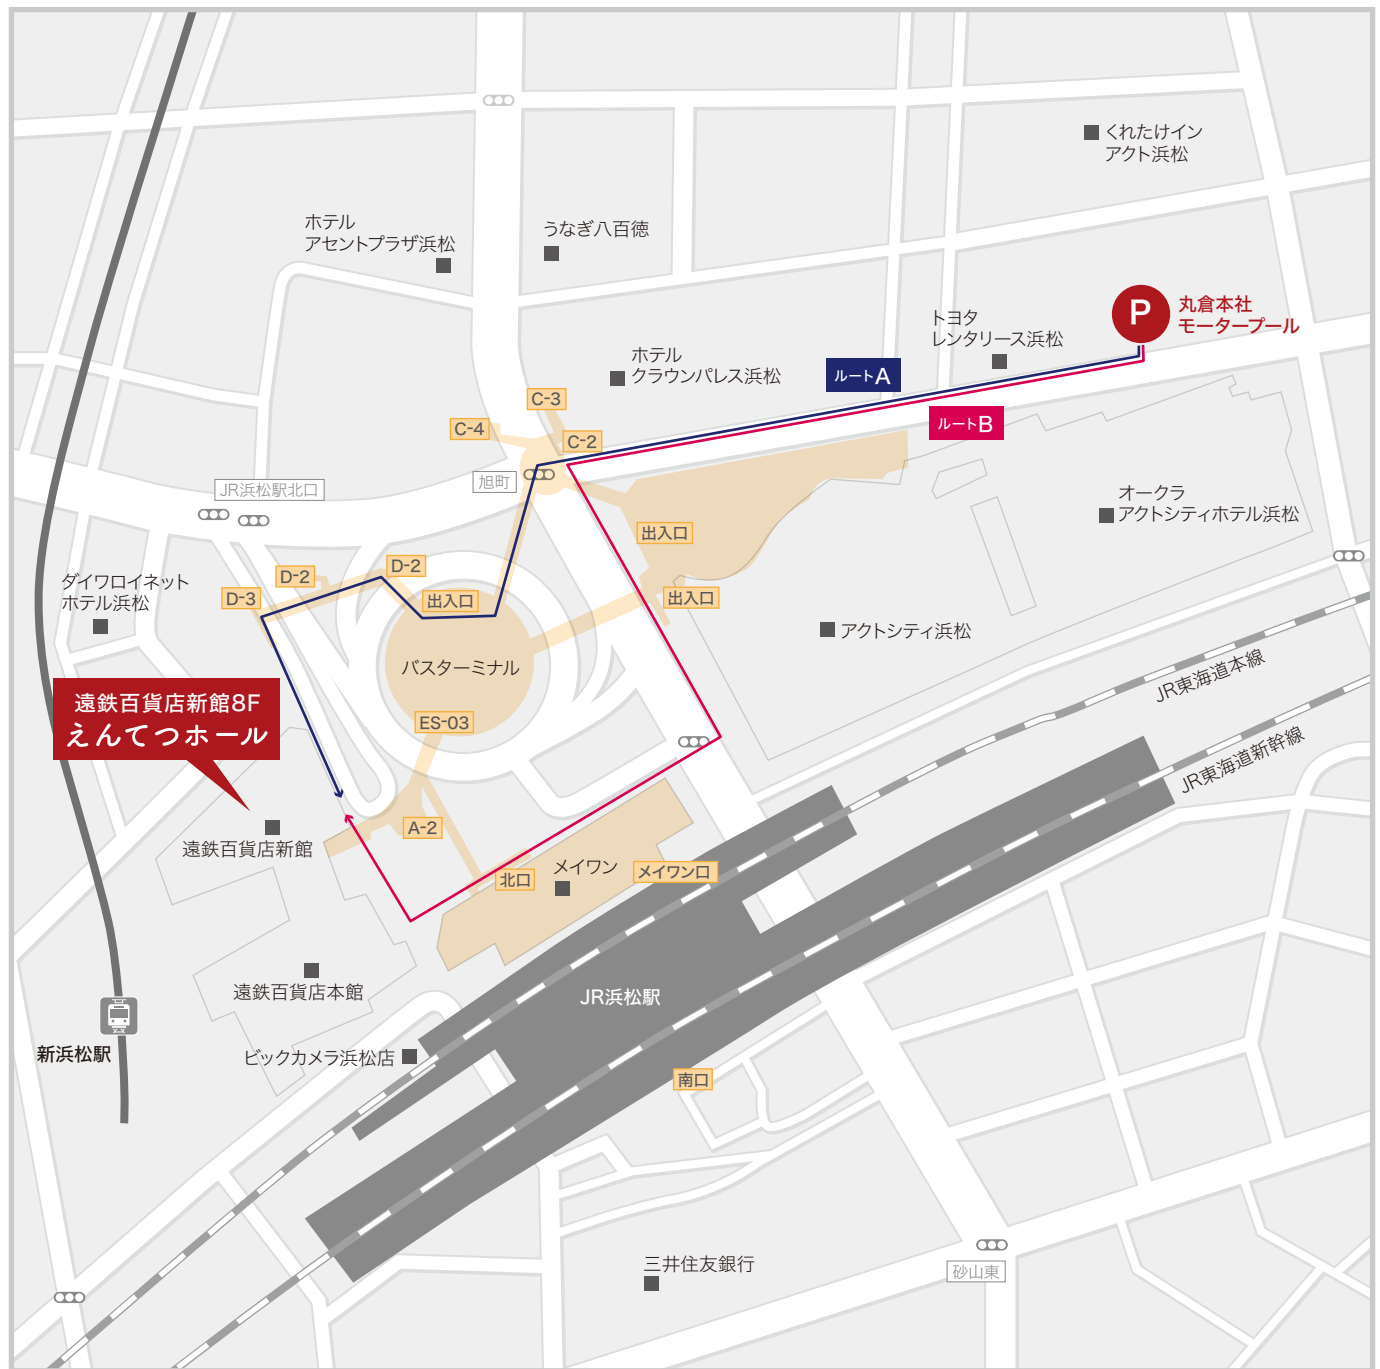 くれたけイン
アクト浜松
ホテル
アセントプラザ浜松
うなぎ八百徳
P
丸倉本社
モータープール
トヨタ
レンタリース浜松
ホテル
クラウンパレス浜松
ルートA
ルートB
C-3
C-4
C-2
旭町
JR浜松駅北口
オークラ
アクトシティホテル浜松
出入口
D-2
D-2
D-3
出入口
出入口
ダイワロイネット
ホテル浜松
アクトシティ浜松
バスターミナル
JR東海道本線
遠鉄百貨店新館8F
えんてつホール
ES-03
JR東海道新幹線
A-2
遠鉄百貨店新館
メイワン
メイワン口
北口
遠鉄百貨店本館
JR浜松駅
新浜松駅
ビックカメラ浜松店
南口
三井住友銀行
砂山東